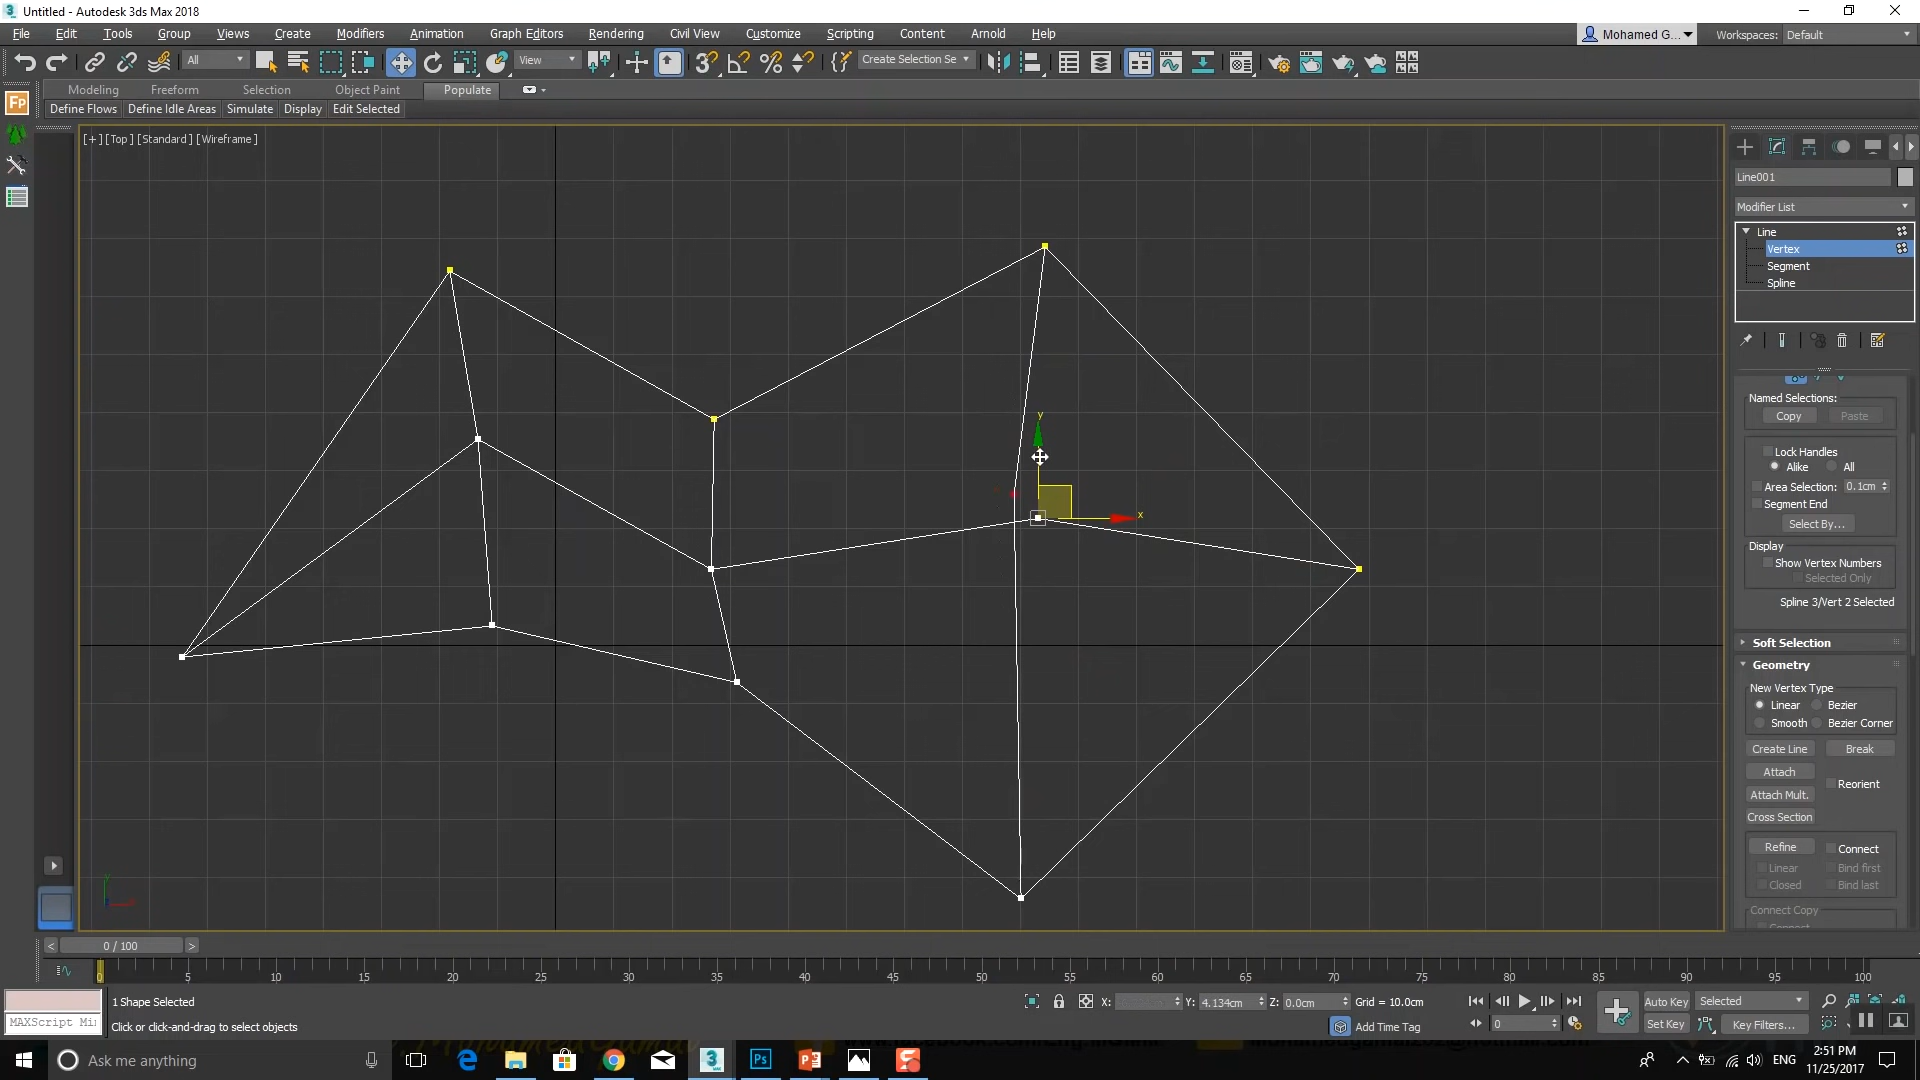 Untitled - Autodesk 3ds Max 2018
File Edit Tools Group Views Create Modifiers Animation Graph Editors Rendering Civil View Customize Scripting Content Arnold Help
Mohamed G... Workspaces: Default
All View Create Selection Se
Modeling Freeform Selection Object Paint Populate
Define Flows Define Idle Areas Simulate Display Edit Selected
[+] [Top] [Standard] [Wireframe]
Line001
Modifier List
Line
Vertex
Segment
Spline
Named Selections:
Copy Paste
Lock Handles
Alike All
Area Selection: 0.1cm
Segment End
Select By...
Display
Show Vertex Numbers
Selected Only
Spline 3/Vert 2 Selected
Soft Selection
Geometry
New Vertex Type
Linear Bezier
Smooth Bezier Corner
Create Line Break
Attach Reorient
Attach Mult.
Cross Section
Refine Connect
Linear Bind first
Closed Bind last
Connect Copy
y
x
0 / 100
0 5 10 15 20 25 30 35 40 45 50 55 60 65 70 75 80 85 90 95 100
1 Shape Selected
X: Y: 4.134cm Z: 0.0cm Grid = 10.0cm
Auto Key Selected
MAXScript Mi
Click or click-and-drag to select objects
Add Time Tag
0
Set Key Key Filters...
Ask me anything
ENG
2:51 PM
11/25/2017